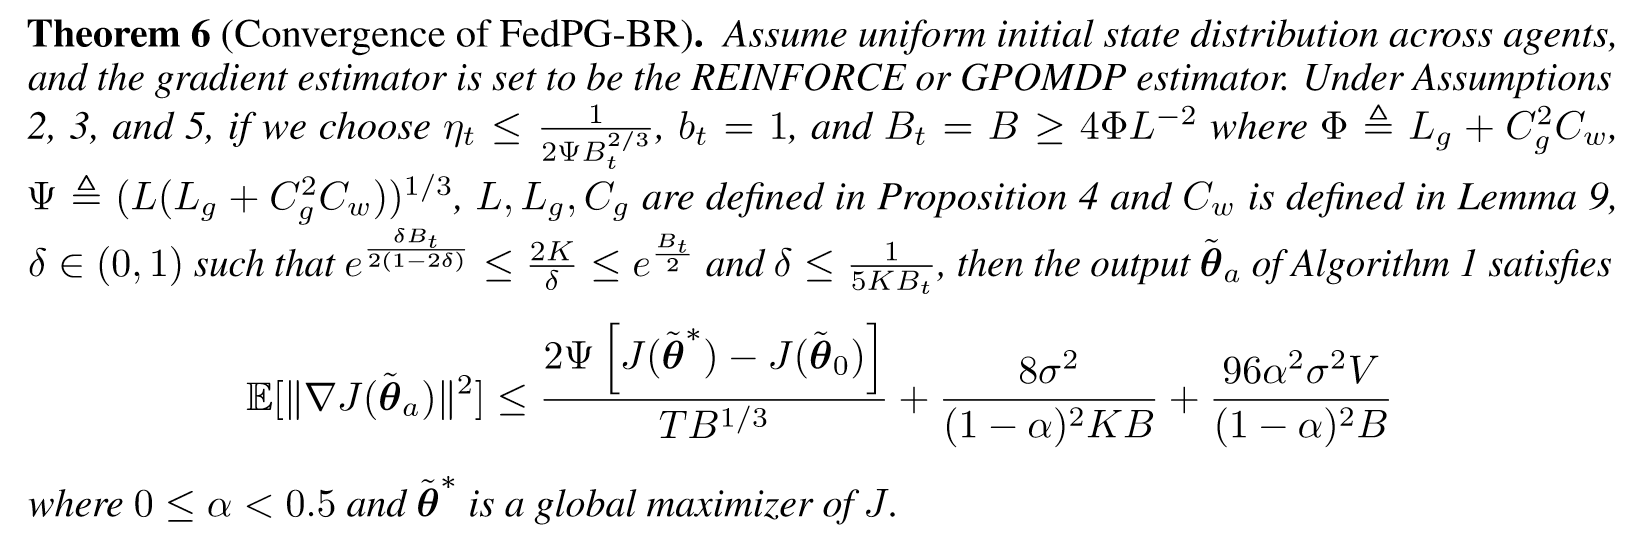 Theorem 6 (Convergence of FedPG-BR). Assume uniform initial state distribution across agents,
and the gradient estimator is set to be the REINFORCE or GPOMDP estimator. Under Assumptions
2, 3, and 5, if we choose $\eta_t \leq \frac{1}{2\Psi B_t^{2/3}}$, $b_t = 1$, and $B_t = B \geq 4\Phi L^{-2}$ where $\Phi \triangleq L_g + C_g^2 C_w$,
$\Psi \triangleq (L(L_g + C_g^2 C_w))^{1/3}$, $L, L_g, C_g$ are defined in Proposition 4 and $C_w$ is defined in Lemma 9,
$\delta \in (0, 1)$ such that $e^{\frac{\delta B_t}{2(1-2\delta)}} \leq \frac{2K}{\delta} \leq e^{\frac{B_t}{2}}$ and $\delta \leq \frac{1}{5KB_t}$, then the output $\tilde{\boldsymbol{\theta}}_a$ of Algorithm 1 satisfies
$\mathbb{E}[\|\nabla J(\tilde{\boldsymbol{\theta}}_a)\|^2] \leq \frac{2\Psi \left[ J(\tilde{\boldsymbol{\theta}}^*) - J(\tilde{\boldsymbol{\theta}}_0) \right]}{TB^{1/3}} + \frac{8\sigma^2}{(1-\alpha)^2 KB} + \frac{96\alpha^2\sigma^2 V}{(1-\alpha)^2 B}$
where $0 \leq \alpha < 0.5$ and $\tilde{\boldsymbol{\theta}}^*$ is a global maximizer of $J$.